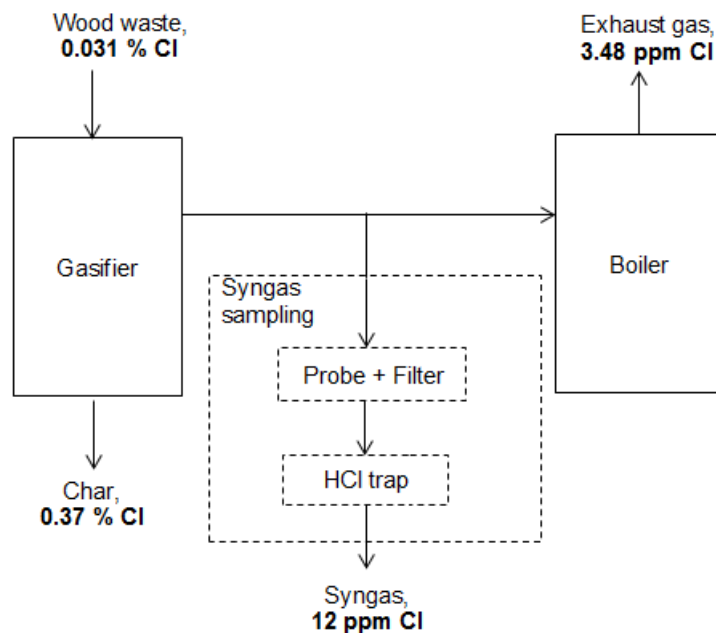 Wood waste,
0.031 % Cl
Exhaust gas,
3.48 ppm Cl
Gasifier
Boiler
Syngas
sampling
Probe + Filter
HCl trap
Char,
0.37 % Cl
Syngas,
12 ppm Cl